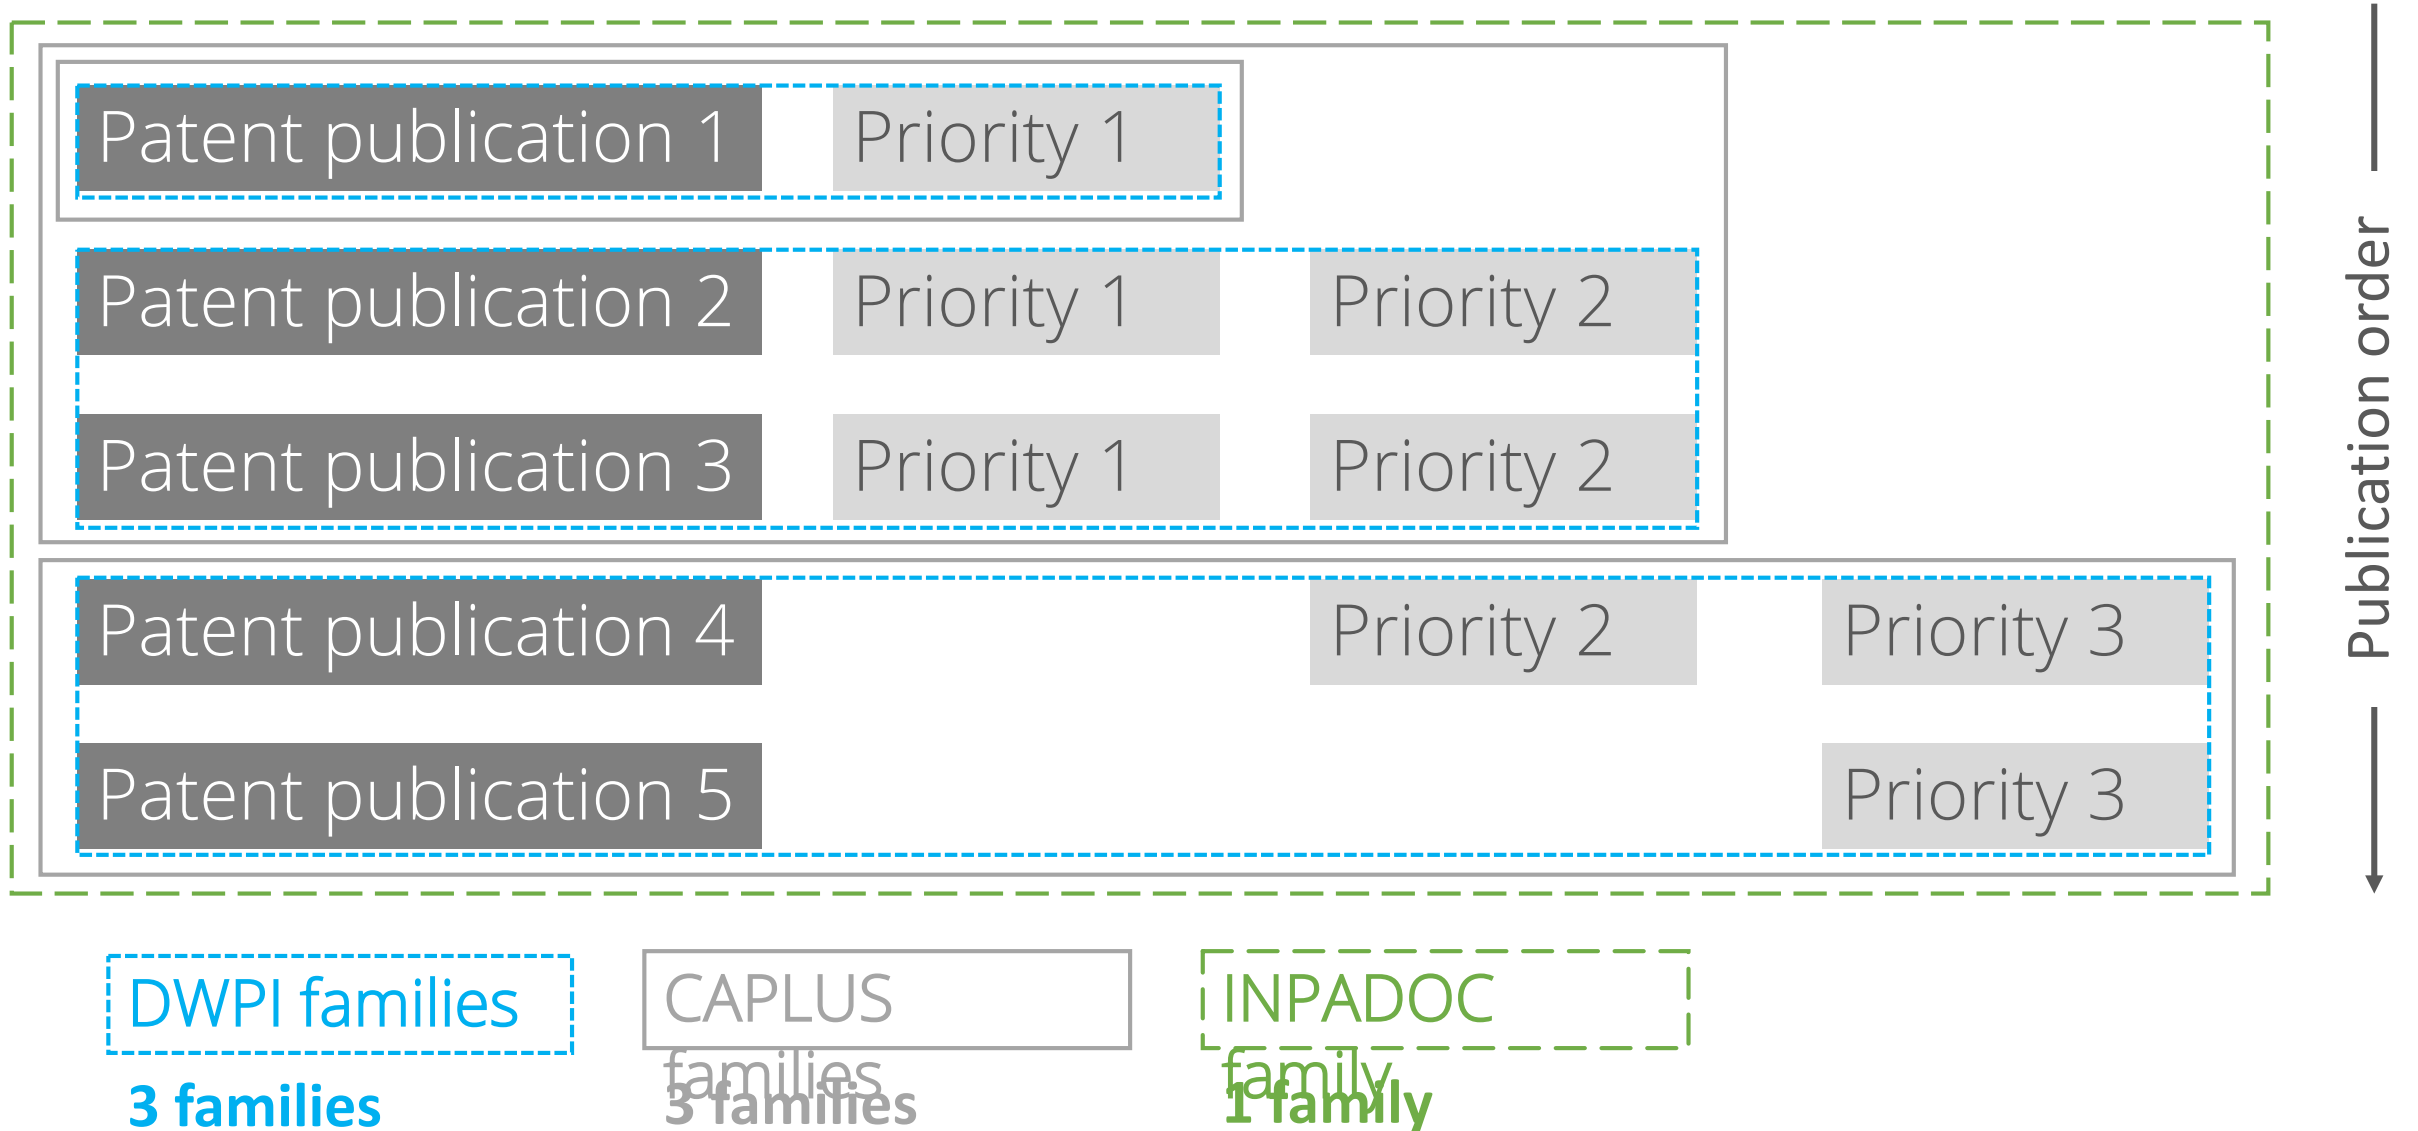 Patent publication 1 Priority 1
Patent publication 2 Priority 1 Priority 2
Patent publication 3 Priority 1 Priority 2
Patent publication 4 Priority 2 Priority 3
Patent publication 5 Priority 3
Publication order
DWPI families
3 families
CAPLUS
families
3 families
INPADOC
family
1 family